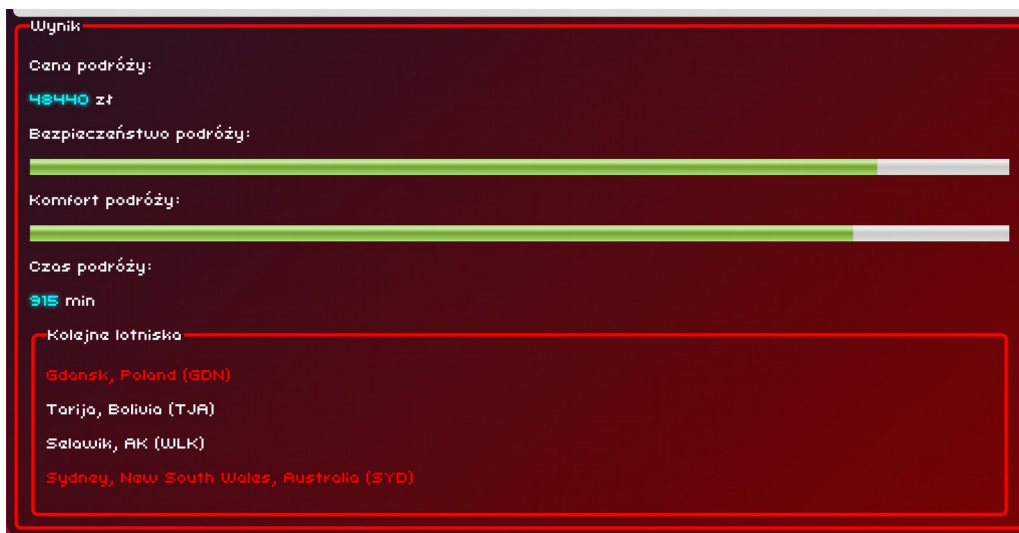 Wynik
Cena podróży:
48440 zł
Bezpieczeństwo podróży:
Komfort podróży:
Czas podróży:
915 min
Kolejne lotniska
Gdansk, Poland (GDN)
Tarija, Bolivia (TJA)
Selawik, AK (WLK)
Sydney, New South Wales, Australia (SYD)